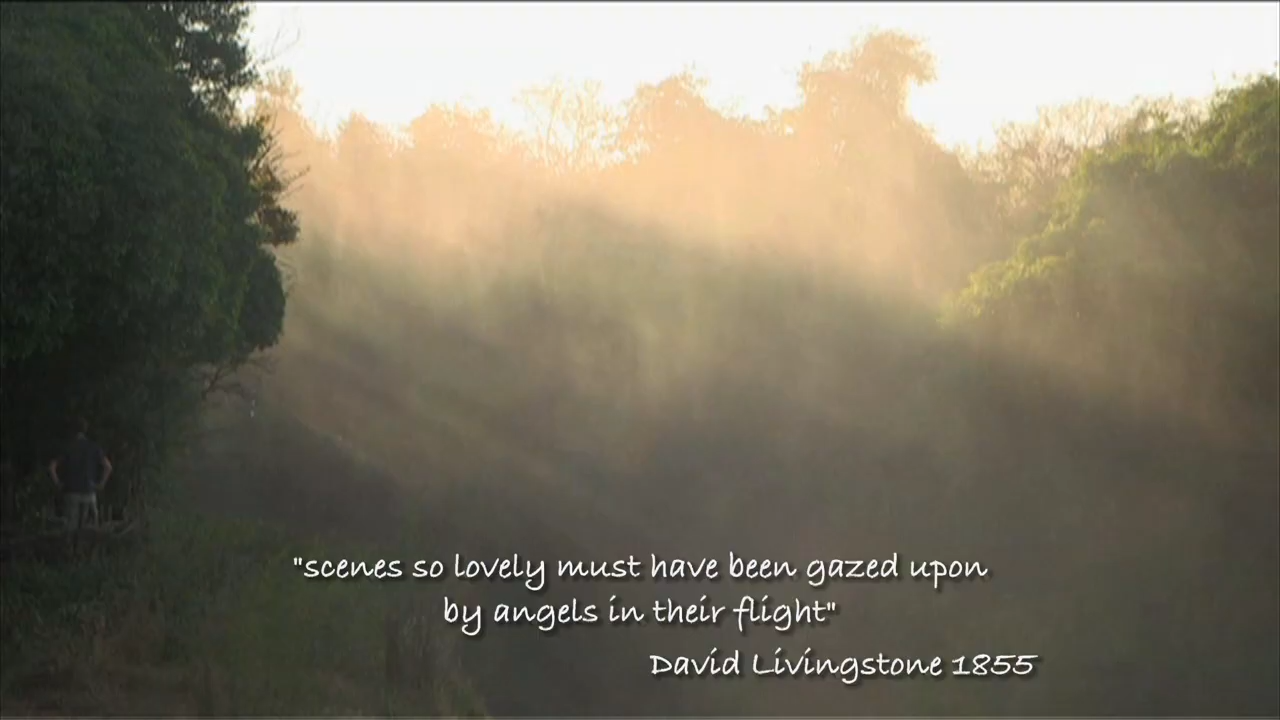 "scenes so lovely must have been gazed upon
by angels in their flight"
David Livingstone 1855